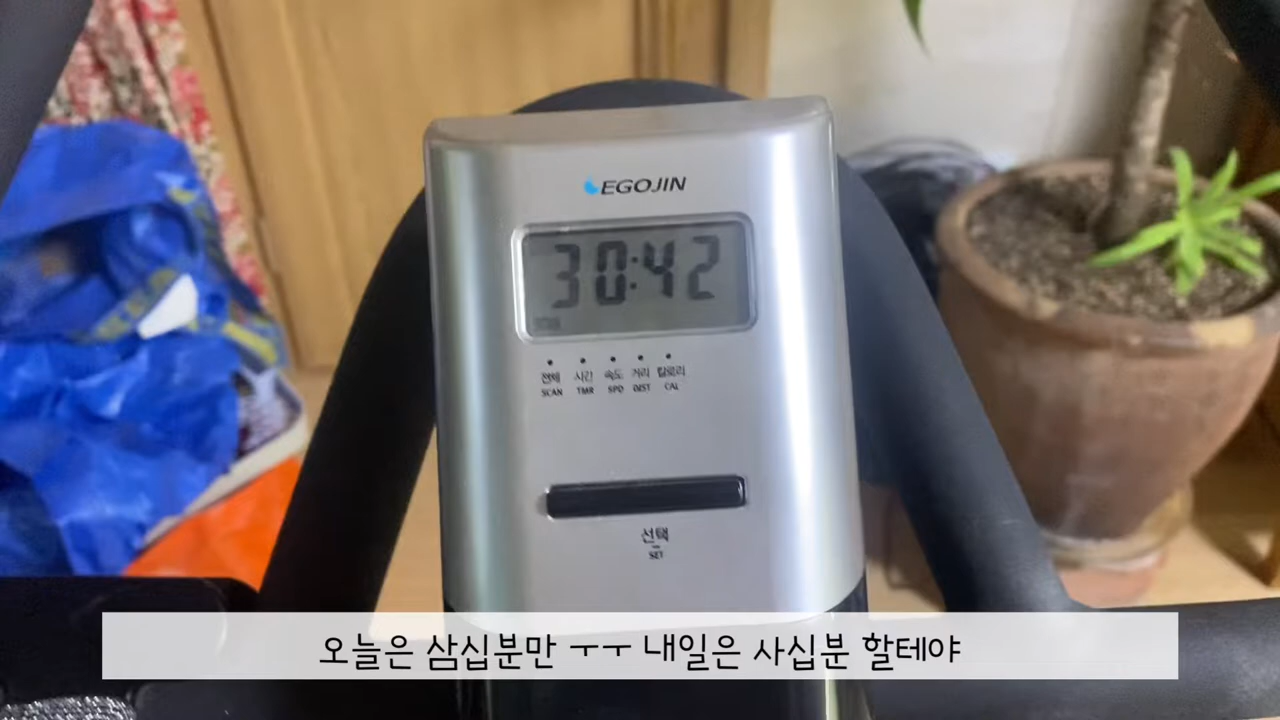 EGOJIN
30:42
전체 시간 속도 거리 칼로리
SCAN TMR SPD DIST CAL
선택
SET
오늘은 삼십분만 ㅜㅜ 내일은 사십분 할테야